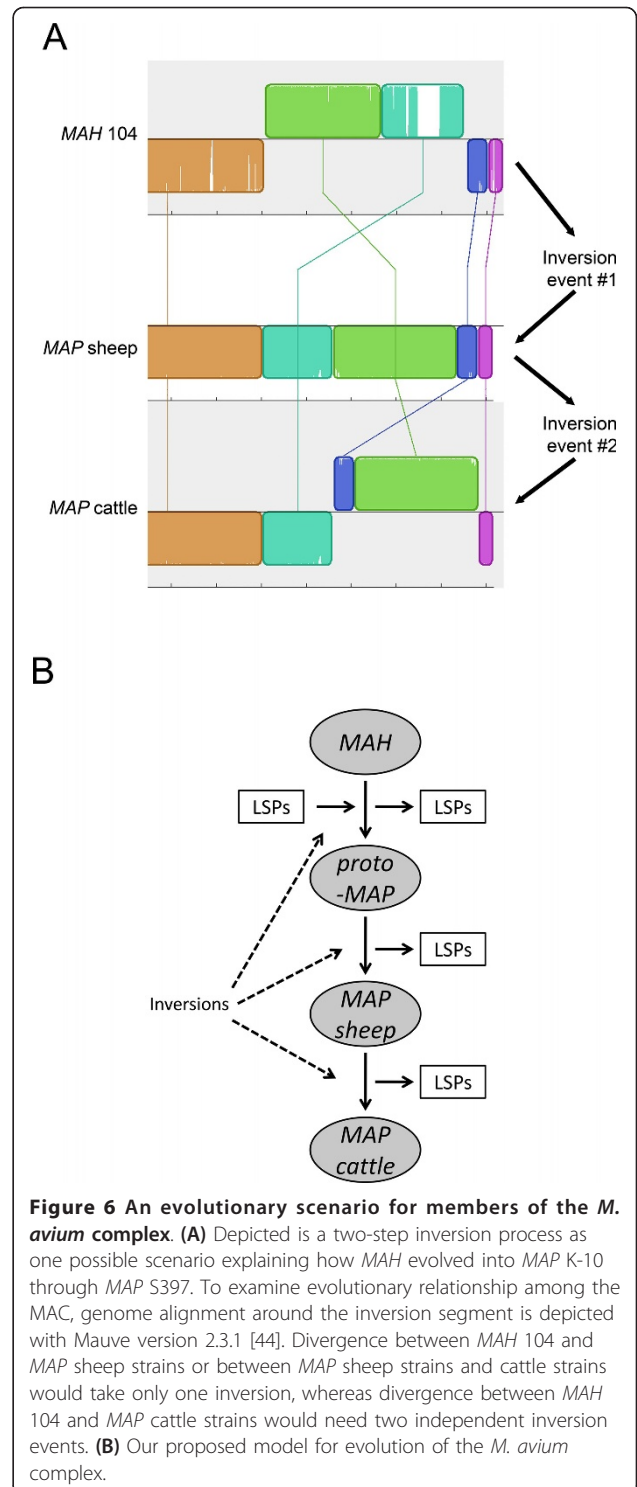 A
MAH 104
Inversion
event #1
MAP sheep
Inversion
event #2
MAP cattle
B
MAH
LSPs
LSPs
proto
-MAP
LSPs
Inversions
MAP
sheep
LSPs
MAP
cattle
Figure 6 An evolutionary scenario for members of the M.
avium complex. (A) Depicted is a two-step inversion process as
one possible scenario explaining how MAH evolved into MAP K-10
through MAP S397. To examine evolutionary relationship among the
MAC, genome alignment around the inversion segment is depicted
with Mauve version 2.3.1 [44]. Divergence between MAH 104 and
MAP sheep strains or between MAP sheep strains and cattle strains
would take only one inversion, whereas divergence between MAH
104 and MAP cattle strains would need two independent inversion
events. (B) Our proposed model for evolution of the M. avium
complex.